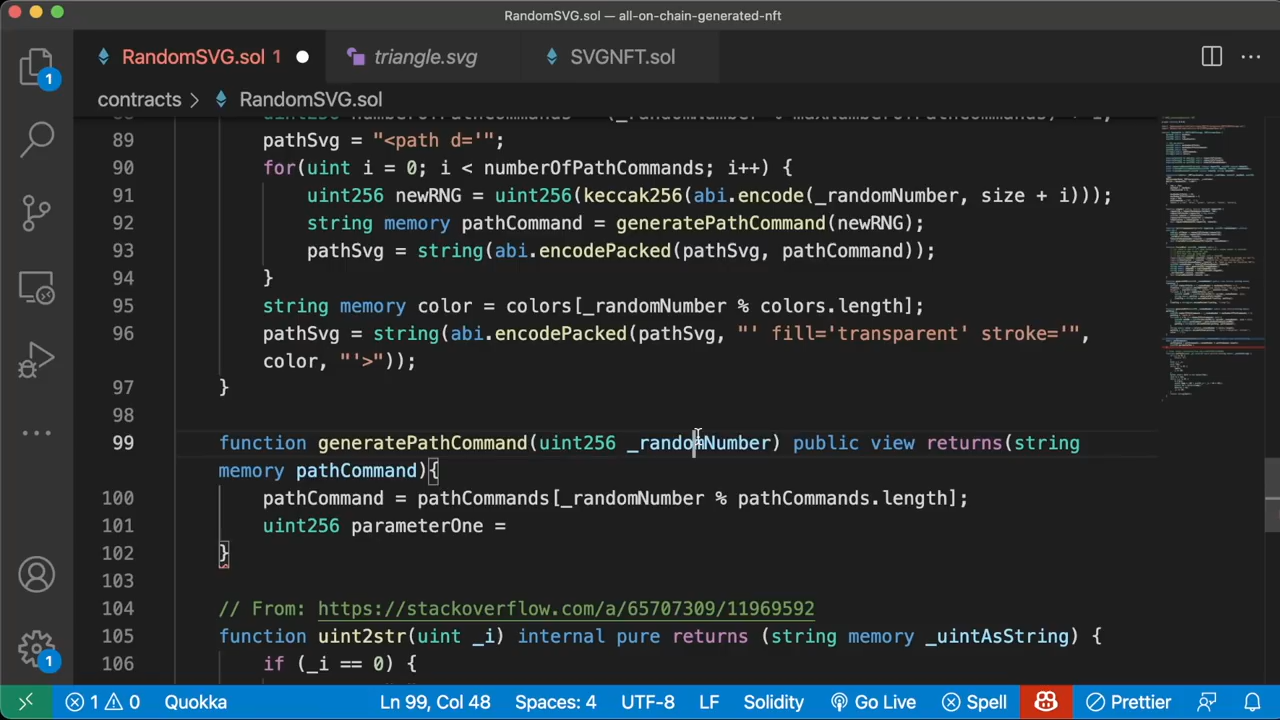 RandomSVG.sol — all-on-chain-generated-nft
RandomSVG.sol 1
triangle.svg
SVGNFT.sol
contracts > RandomSVG.sol
89 pathSvg = "<path d='";
90 for(uint i = 0; i < numberOfPathCommands; i++) {
91 uint256 newRNG = uint256(keccak256(abi.encode(_randomNumber, size + i)));
92 string memory pathCommand = generatePathCommand(newRNG);
93 pathSvg = string(abi.encodePacked(pathSvg, pathCommand));
94 }
95 string memory color = colors[_randomNumber % colors.length];
96 pathSvg = string(abi.encodePacked(pathSvg, "' fill='transparent' stroke='",
color, "'>"));
97 }
98
99 function generatePathCommand(uint256 _randomNumber) public view returns(string
memory pathCommand){
100 pathCommand = pathCommands[_randomNumber % pathCommands.length];
101 uint256 parameterOne =
102 }
103
104 // From: https://stackoverflow.com/a/65707309/11969592
105 function uint2str(uint _i) internal pure returns (string memory _uintAsString) {
106 if (_i == 0) {
1
1
1 0 Quokka Ln 99, Col 48 Spaces: 4 UTF-8 LF Solidity Go Live Spell Prettier